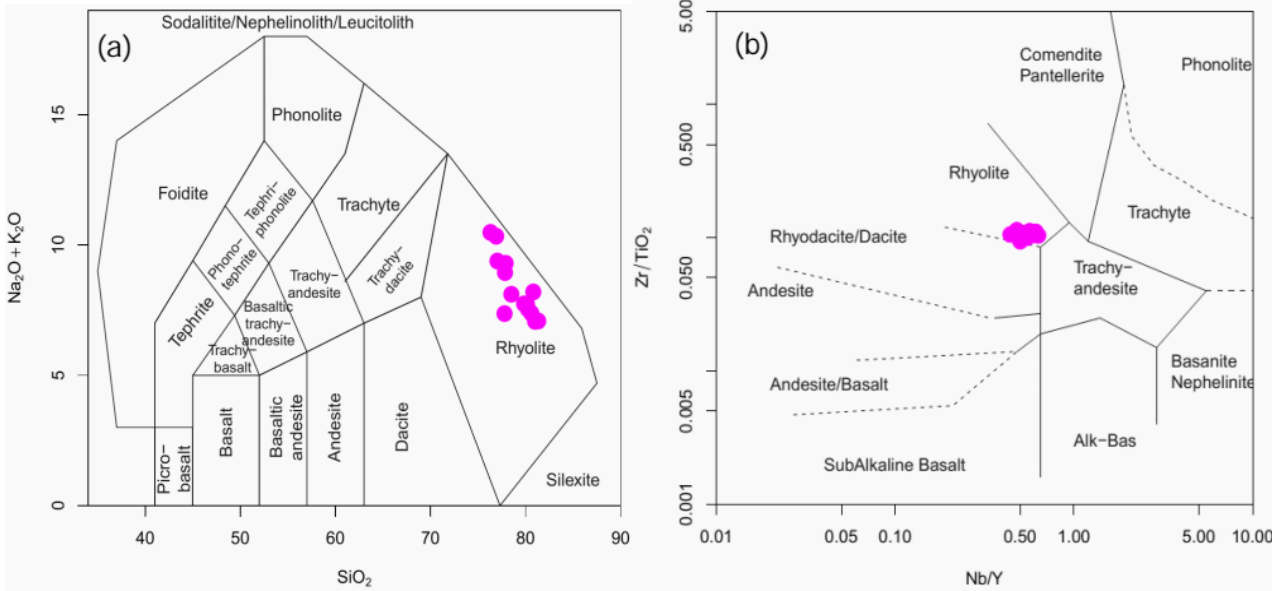 (a)
Sodalitite/Nephelinolith/Leucitolith
Phonolite
Foidite
Tephri−
phonolite
Trachyte
Phono−
tephrite
Trachy−
andesite
Trachy−
dacite
Tephrite
Basaltic
trachy−
andesite
Trachy−
basalt
Rhyolite
Picro−
basalt
Basalt
Basaltic
andesite
Andesite
Dacite
Silexite
Na2O + K2O
0
5
10
15
40
50
60
70
80
90
SiO2
(b)
Comendite
Pantellerite
Phonolite
Rhyolite
Trachyte
Rhyodacite/Dacite
Trachy−
andesite
Andesite
Andesite/Basalt
Basanite
Nephelinite
Alk−Bas
SubAlkaline Basalt
Zr/TiO2
5.00
0.500
0.050
0.005
0.001
0.01
0.05
0.10
0.50
1.00
5.00
10.00
Nb/Y